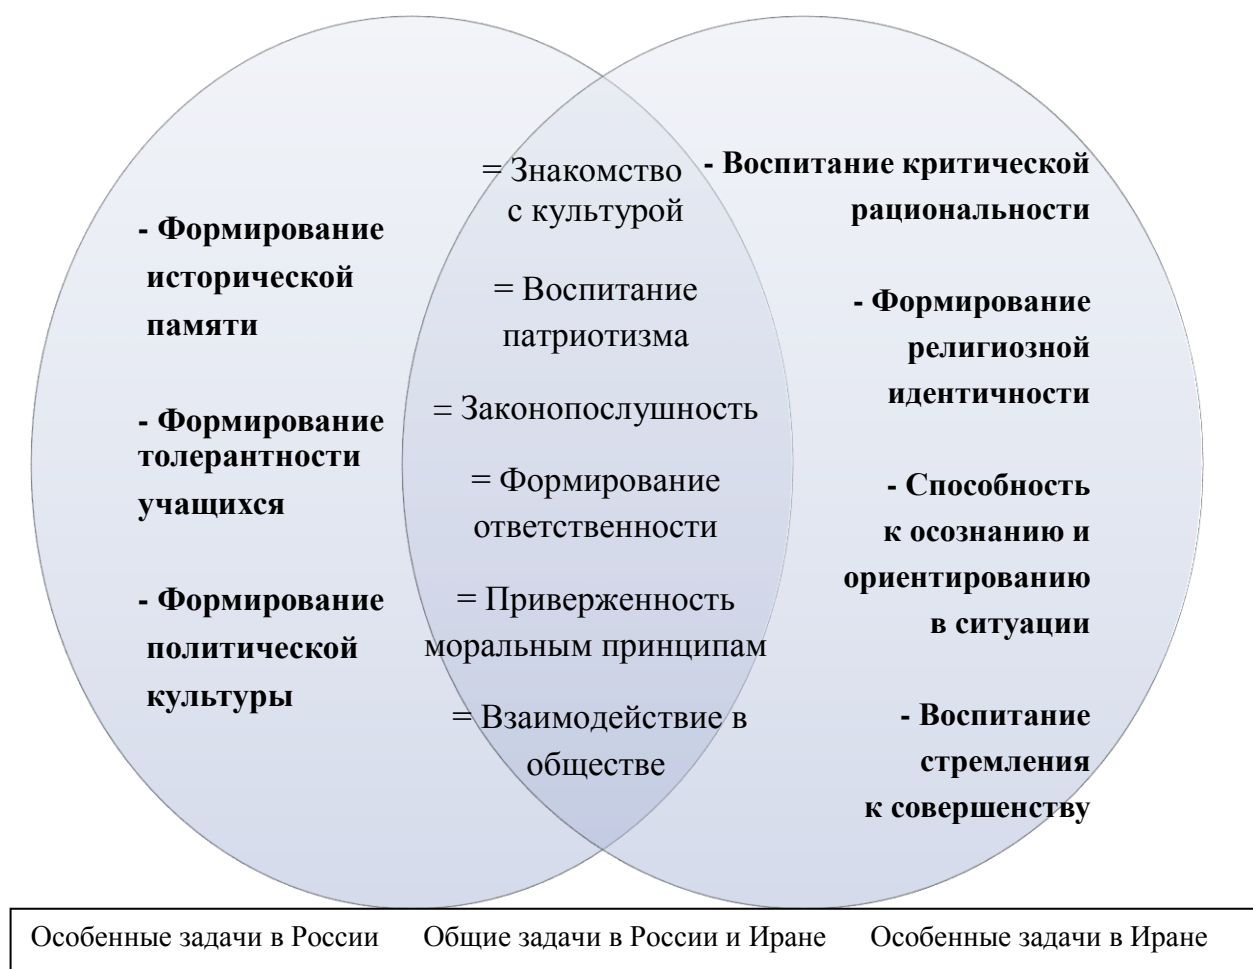 - Формирование
исторической
памяти
- Формирование
толерантности
учащихся
- Формирование
политической
культуры
= Знакомство
с культурой
= Воспитание
патриотизма
= Законопослушность
= Формирование
ответственности
= Приверженность
моральным принципам
= Взаимодействие в
обществе
- Воспитание критической
рациональности
- Формирование
религиозной
идентичности
- Способность
к осознанию и
ориентированию
в ситуации
- Воспитание
стремления
к совершенству
Особенные задачи в России Общие задачи в России и Иране Особенные задачи в Иране